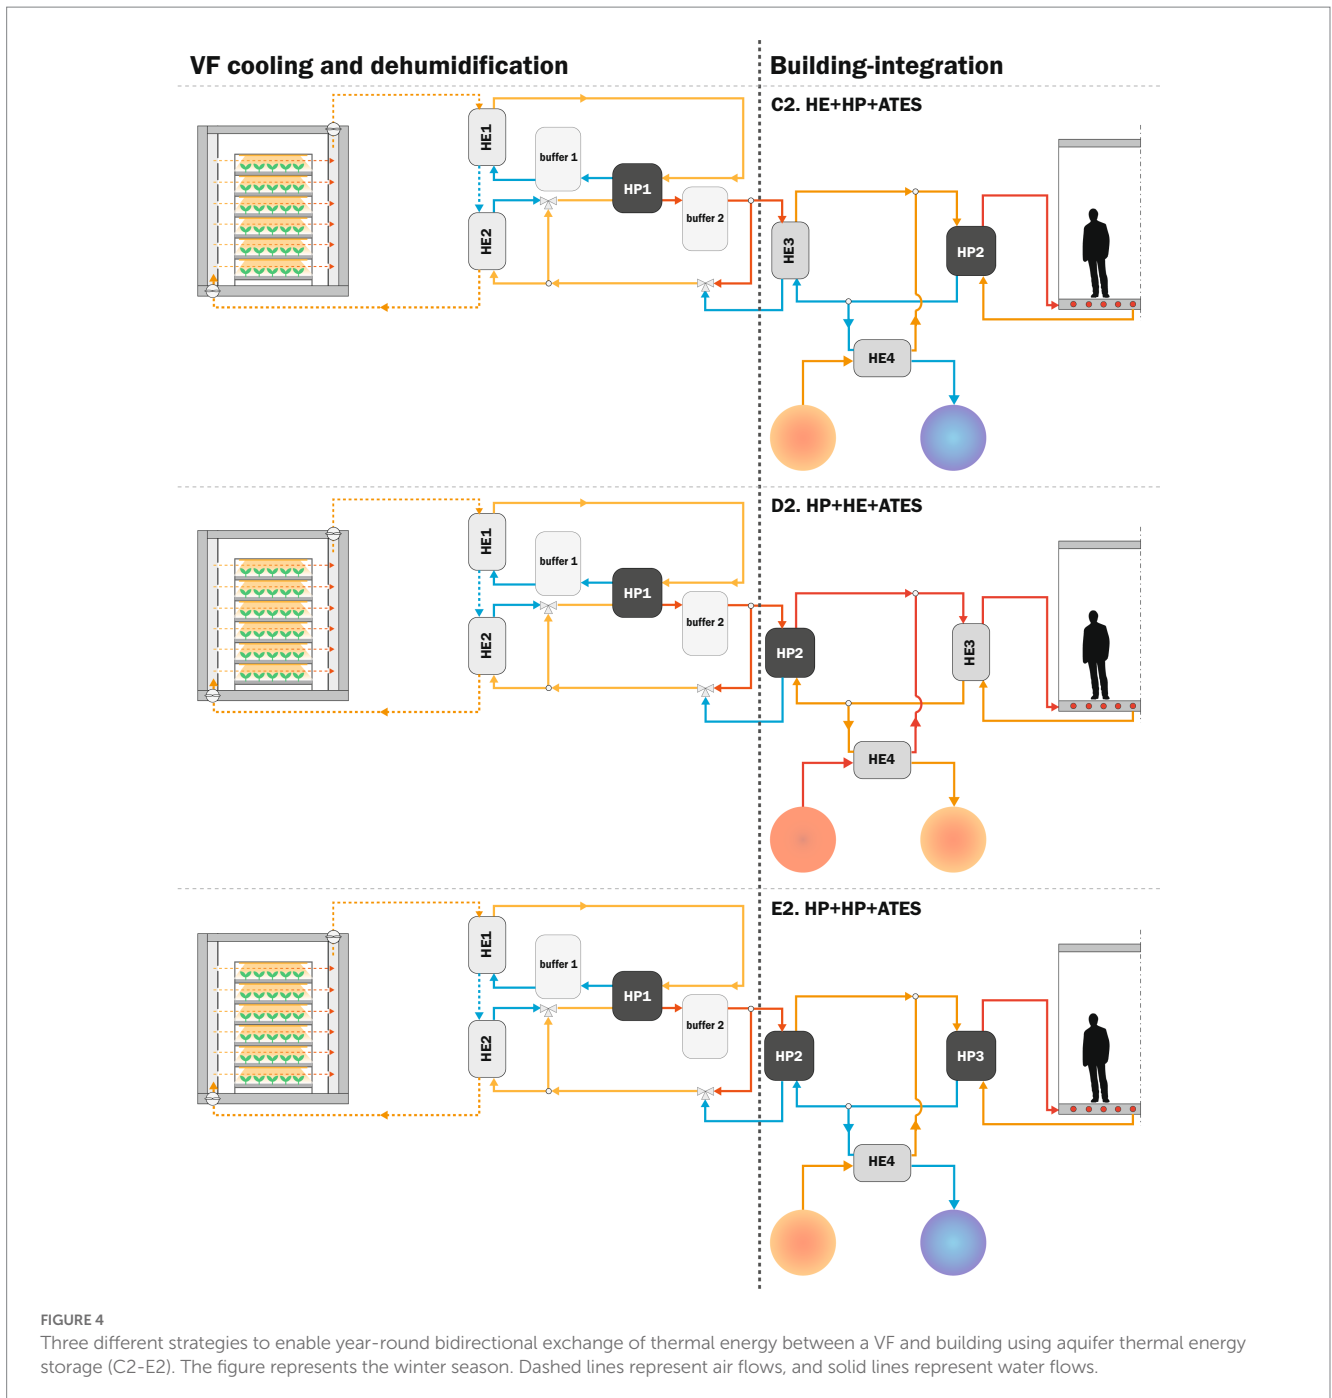 VF cooling and dehumidification
Building-integration
C2. HE+HP+ATES
HE1
buffer 1
HP1
buffer 2
HE2
HE3
HP2
HE4
D2. HP+HE+ATES
HE1
buffer 1
HP1
buffer 2
HE2
HP2
HE3
HE4
E2. HP+HP+ATES
HE1
buffer 1
HP1
buffer 2
HE2
HP2
HP3
HE4
FIGURE 4
Three different strategies to enable year-round bidirectional exchange of thermal energy between a VF and building using aquifer thermal energy
storage (C2-E2). The figure represents the winter season. Dashed lines represent air flows, and solid lines represent water flows.